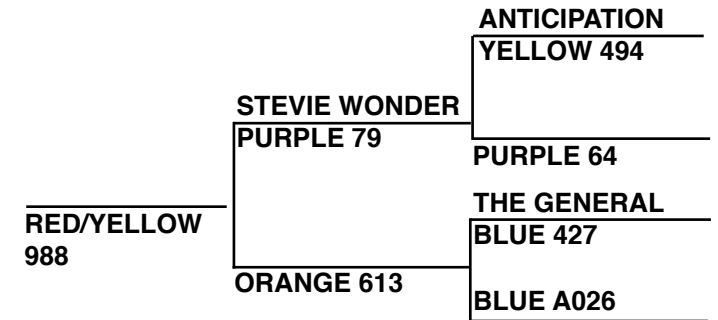 ANTICIPATION
YELLOW 494
STEVIE WONDER
PURPLE 79
PURPLE 64
THE GENERAL
RED/YELLOW
988
BLUE 427
ORANGE 613
BLUE A026